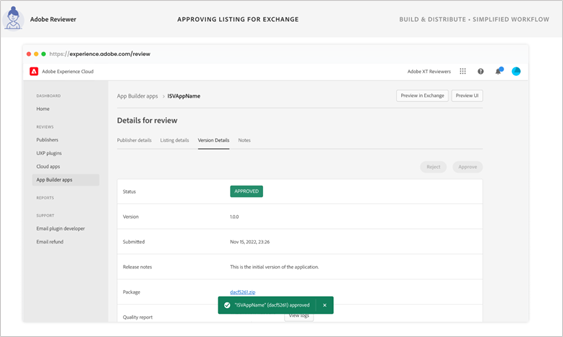 Adobe Reviewer
APPROVING LISTING FOR EXCHANGE
BUILD & DISTRIBUTE - SIMPLIFIED WORKFLOW
https://experience.adobe.com/review
Adobe Experience Cloud
Adobe XT Reviewers
DASHBOARD
Home
REVIEWS
Publishers
UXP plugins
Cloud apps
App Builder apps
REPORTS
SUPPORT
Email plugin developer
Email refund
App Builder apps > ISVAppName
Preview in Exchange
Preview UI
Details for review
Publisher details
Listing details
Version Details
Notes
Reject
Approve
Status
APPROVED
Version
1.0.0
Submitted
Nov 15, 2022, 23:26
Release notes
This is the initial version of the application.
Package
dacf5261.zip
"ISVAppName" (dacf5261) approved
Quality report
View logs